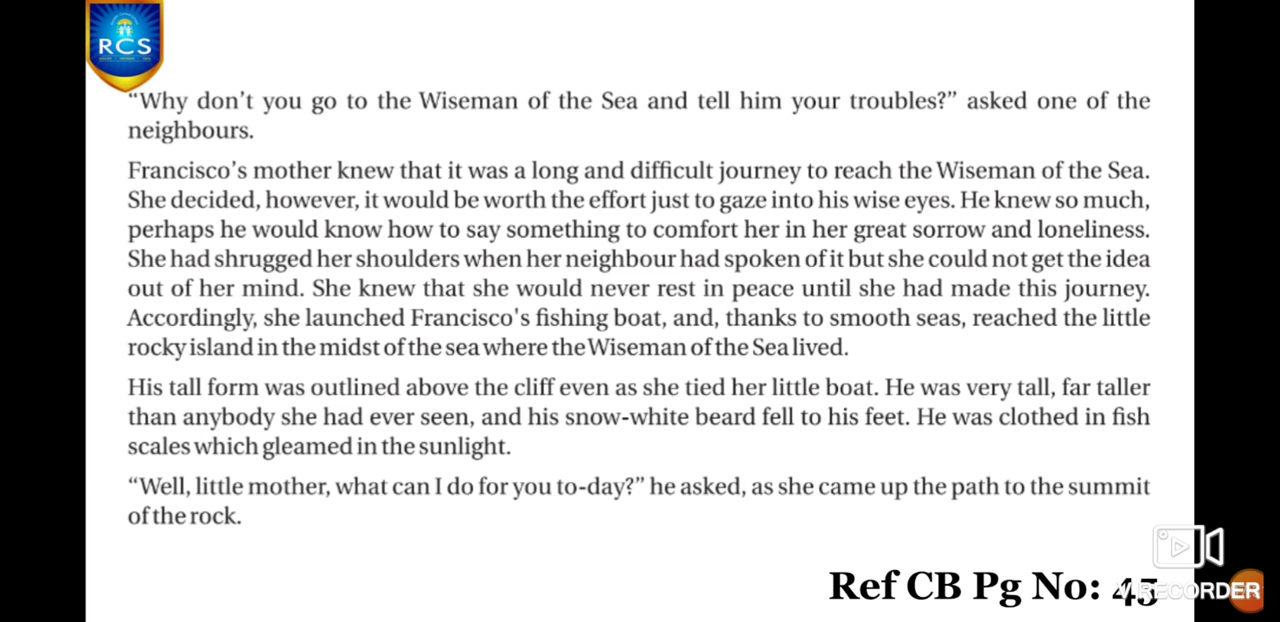 RCS
“Why don’t you go to the Wiseman of the Sea and tell him your troubles?” asked one of the
neighbours.
Francisco’s mother knew that it was a long and difficult journey to reach the Wiseman of the Sea.
She decided, however, it would be worth the effort just to gaze into his wise eyes. He knew so much,
perhaps he would know how to say something to comfort her in her great sorrow and loneliness.
She had shrugged her shoulders when her neighbour had spoken of it but she could not get the idea
out of her mind. She knew that she would never rest in peace until she had made this journey.
Accordingly, she launched Francisco's fishing boat, and, thanks to smooth seas, reached the little
rocky island in the midst of the sea where the Wiseman of the Sea lived.
His tall form was outlined above the cliff even as she tied her little boat. He was very tall, far taller
than anybody she had ever seen, and his snow-white beard fell to his feet. He was clothed in fish
scales which gleamed in the sunlight.
“Well, little mother, what can I do for you to-day?” he asked, as she came up the path to the summit
of the rock.
Ref CB Pg No: 45
V RECORDER